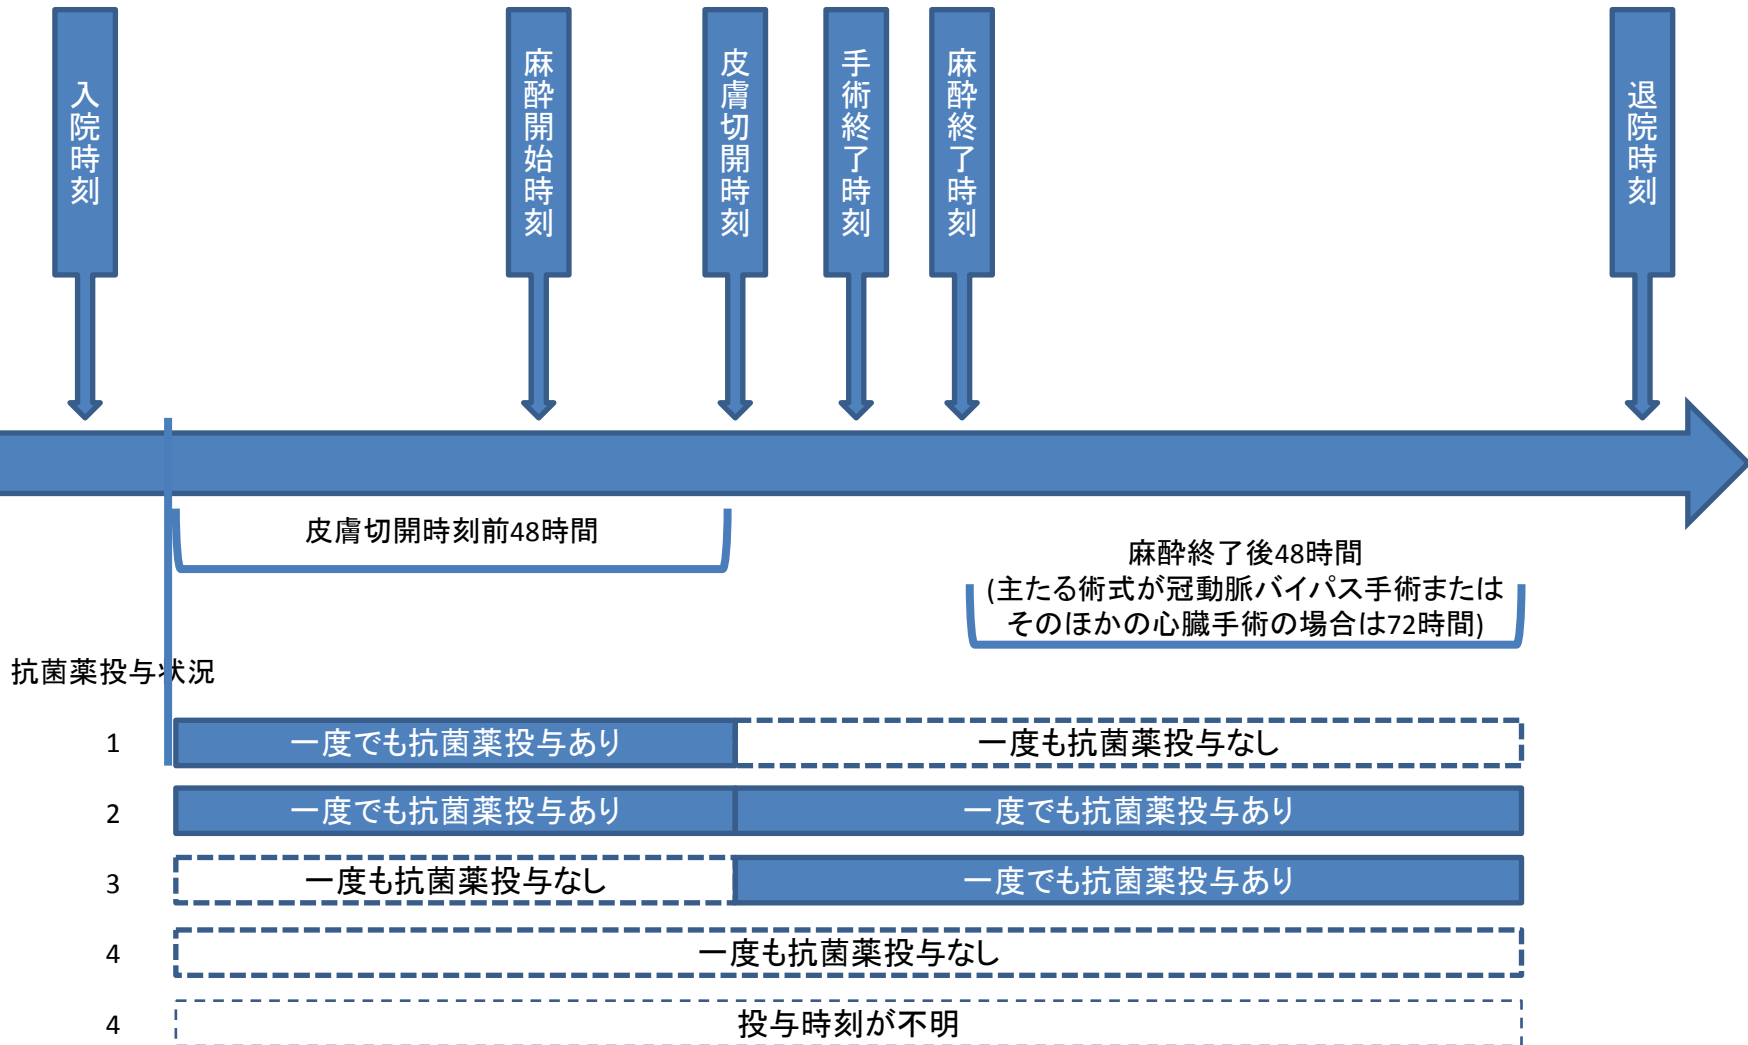 入院時刻
麻酔開始時刻
皮膚切開時刻
手術終了時刻
麻酔終了時刻
退院時刻
皮膚切開時刻前48時間
麻酔終了後48時間
(主たる術式が冠動脈バイパス手術または
そのほかの心臓手術の場合は72時間)
抗菌薬投与状況
1 一度でも抗菌薬投与あり 一度も抗菌薬投与なし
2 一度でも抗菌薬投与あり 一度でも抗菌薬投与あり
3 一度も抗菌薬投与なし 一度でも抗菌薬投与あり
4 一度も抗菌薬投与なし
4 投与時刻が不明